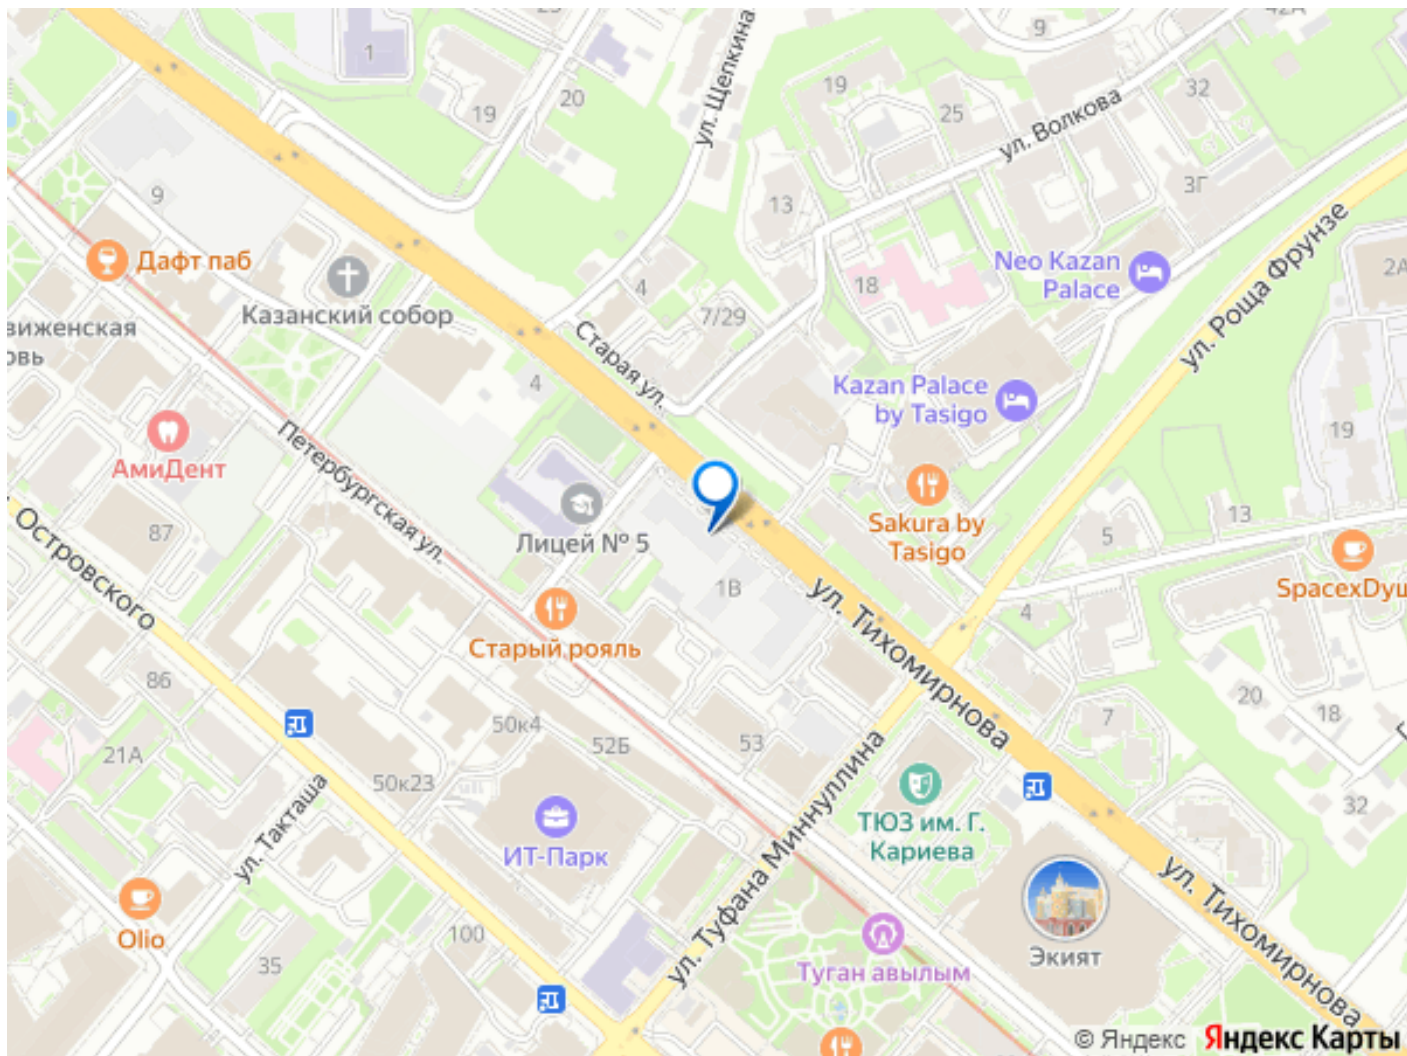 42А
9
1
19
20
ул. Щепкина
19
25
32
ул. Волкова
9
13
3Г
ул. Роща Фрунзе
Дафт паб
Казанский собор
4
7/29
18
Neo Kazan
Palace
2А
виженская
Старая ул.
4
Kazan Palace
by Tasigo
19
АмиДент
Петербургская ул.
87
Лицей № 5
Sakura by
Tasigo
5
13
Островского
1В
ул. Тихомирнова
4
SpacexDуш
Старый рояль
86
21А
50к4
52Б
53
7
20
18
50к23
ул. Такташа
ул. Туфана Миннуллина
ТЮЗ им. Г.
Кариева
32
ИТ-Парк
ул. Тихомирнова
Olio
100
35
Туган авылым
Экият
© Яндекс Яндекс Карты